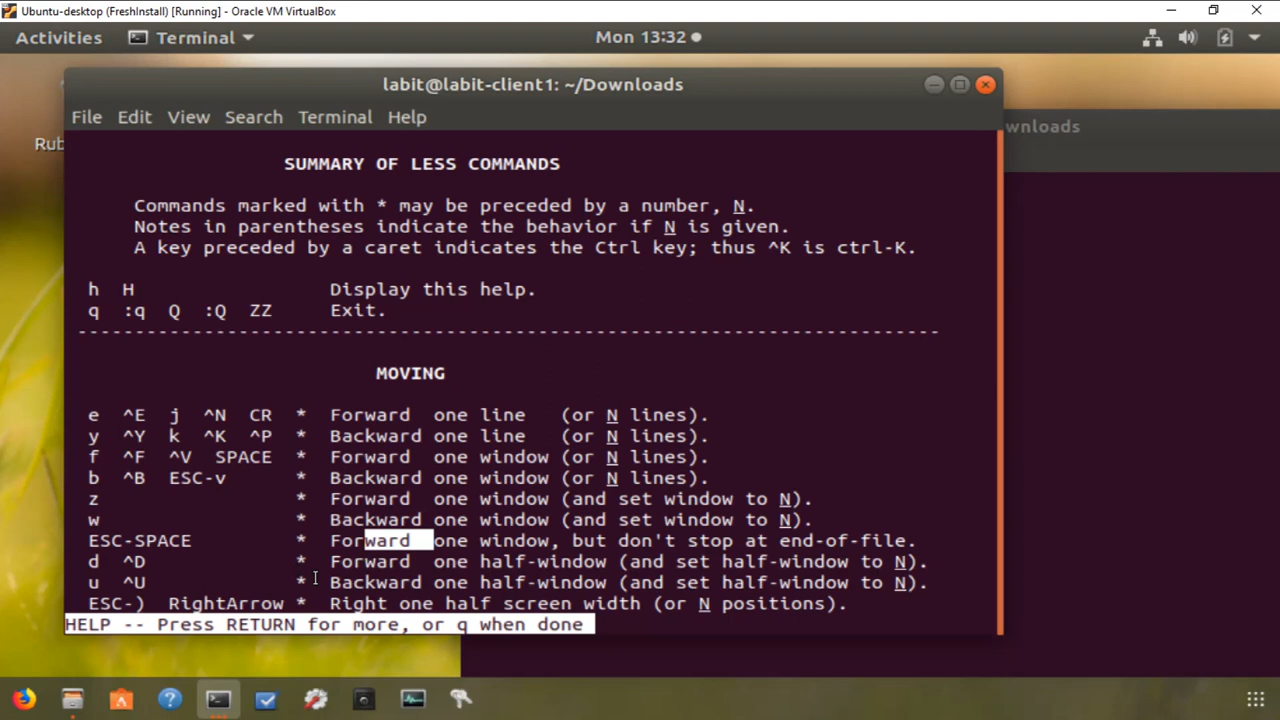 Ubuntu-desktop (FreshInstall) [Running] - Oracle VM VirtualBox
Activities Terminal Mon 13:32
labit@labit-client1: ~/Downloads
wnloads
File Edit View Search Terminal Help
Rub
SUMMARY OF LESS COMMANDS
Commands marked with * may be preceded by a number, N.
Notes in parentheses indicate the behavior if N is given.
A key preceded by a caret indicates the Ctrl key; thus ^K is ctrl-K.
h H Display this help.
q :q Q :Q ZZ Exit.
---------------------------------------------------------------------------
MOVING
e ^E j ^N CR * Forward one line (or N lines).
y ^Y k ^K ^P * Backward one line (or N lines).
f ^F ^V SPACE * Forward one window (or N lines).
b ^B ESC-v * Backward one window (or N lines).
z * Forward one window (and set window to N).
w * Backward one window (and set window to N).
ESC-SPACE * Forward one window, but don't stop at end-of-file.
d ^D * Forward one half-window (and set half-window to N).
u ^U * Backward one half-window (and set half-window to N).
ESC-) RightArrow * Right one half screen width (or N positions).
HELP -- Press RETURN for more, or q when done